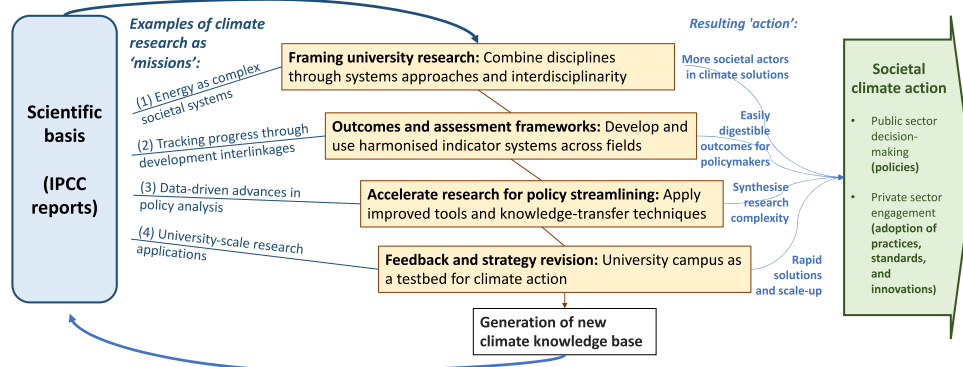 Scientific
basis
(IPCC
reports)
Examples of climate
research as
‘missions’:
(1) Energy as complex
societal systems
(2) Tracking progress through
development interlinkages
(3) Data-driven advances in
policy analysis
(4) University-scale research
applications
Framing university research: Combine disciplines
through systems approaches and interdisciplinarity
Outcomes and assessment frameworks: Develop and
use harmonised indicator systems across fields
Accelerate research for policy streamlining: Apply
improved tools and knowledge-transfer techniques
Feedback and strategy revision: University campus as
a testbed for climate action
Generation of new
climate knowledge base
Resulting 'action’:
More societal actors
in climate solutions
Easily
digestible
outcomes for
policymakers
Synthesise
research
complexity
Rapid
solutions
and scale-up
Societal
climate action
• Public sector
decision-
making
(policies)
• Private sector
engagement
(adoption of
practices,
standards,
and
innovations)